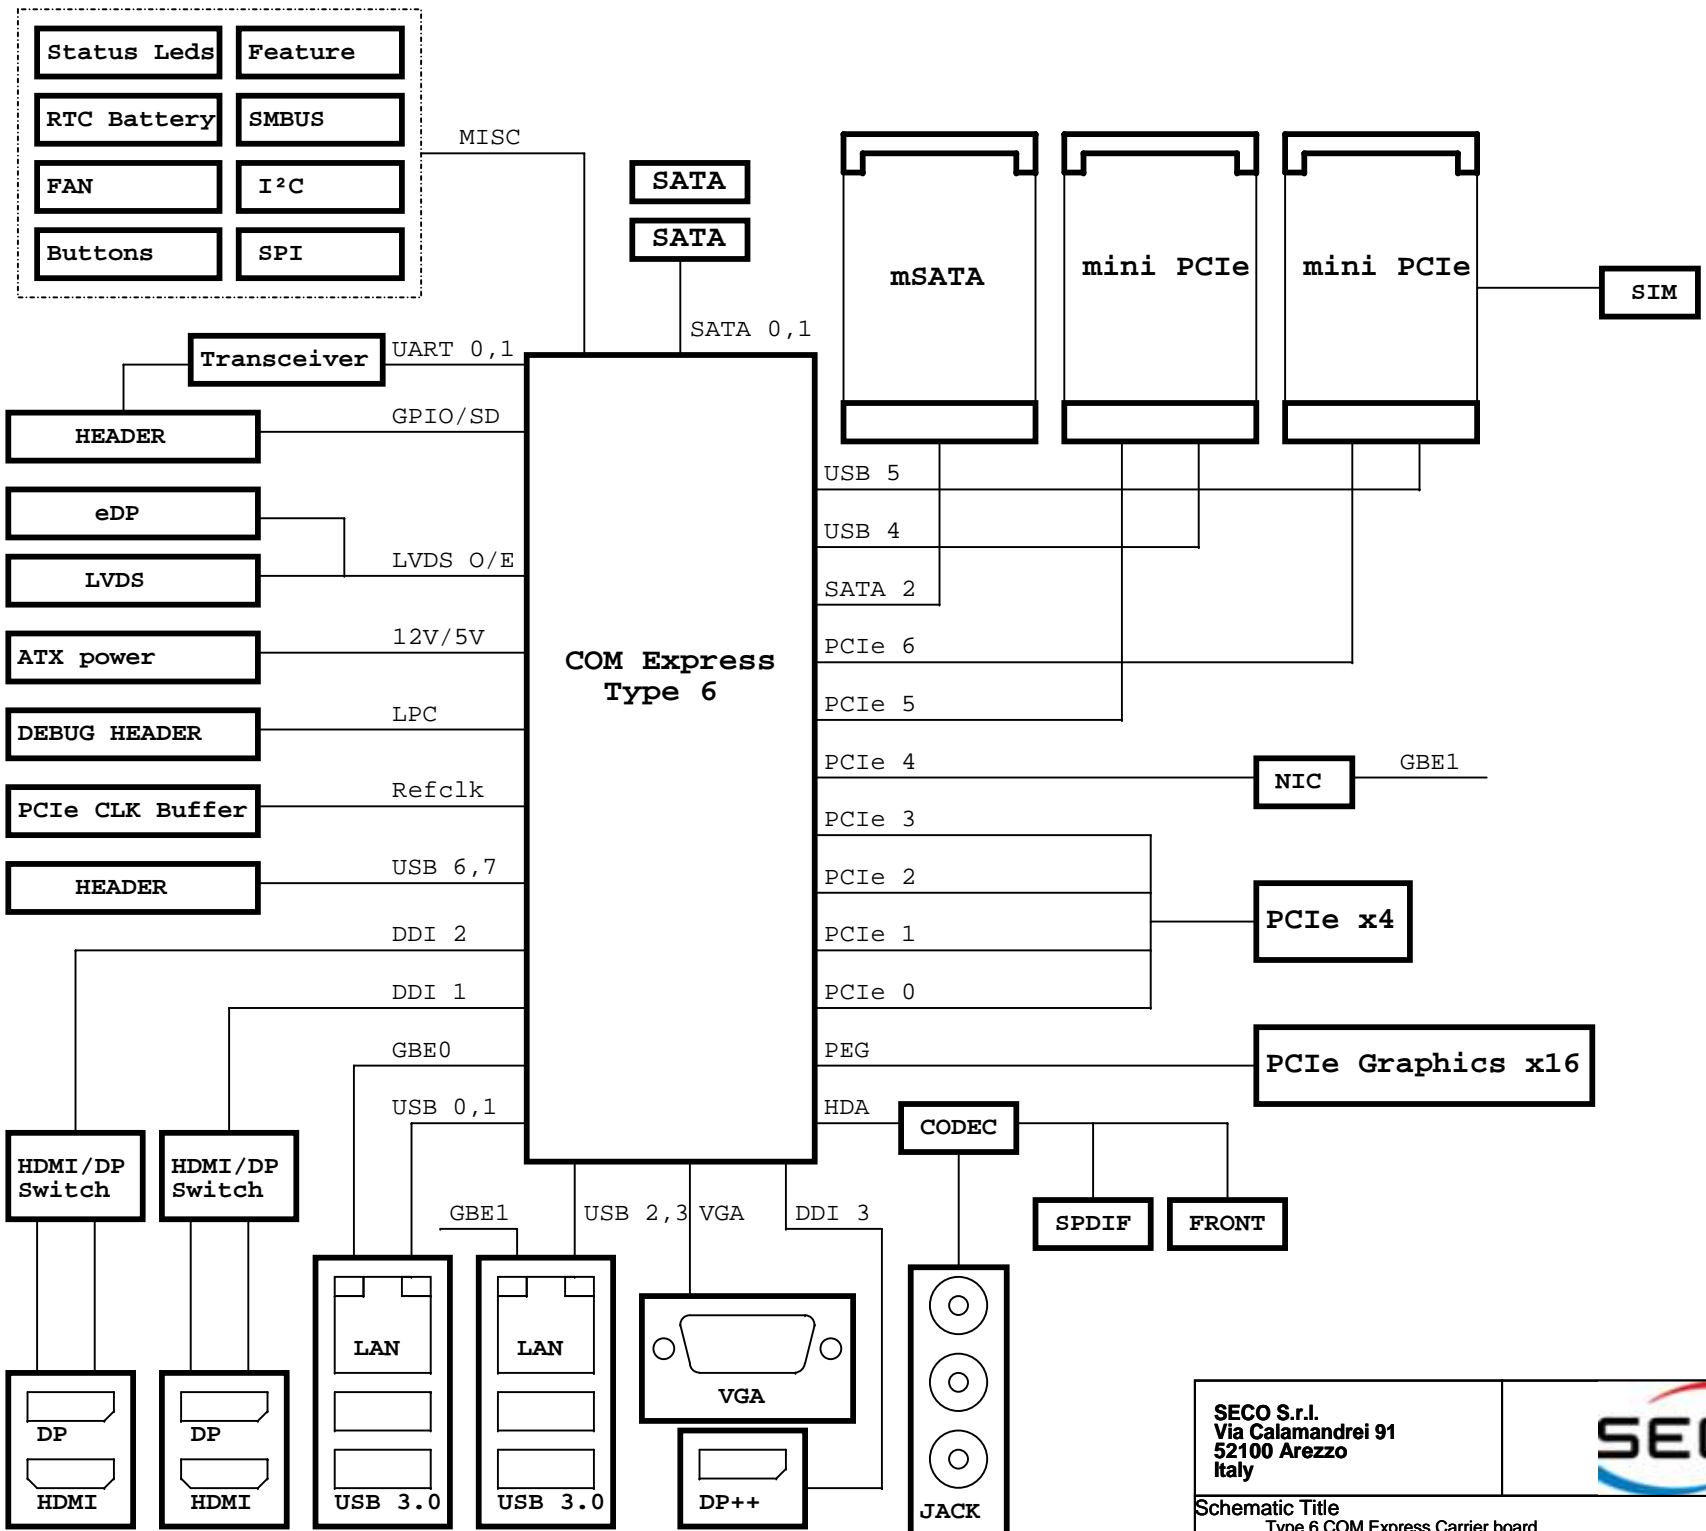 Status Leds
Feature
RTC Battery
SMBUS
FAN
I²C
Buttons
SPI
MISC
SATA
SATA
SATA 0,1
mSATA
mini PCIe
mini PCIe
SIM
Transceiver
UART 0,1
HEADER
GPIO/SD
eDP
LVDS
LVDS O/E
ATX power
12V/5V
DEBUG HEADER
LPC
PCIe CLK Buffer
Refclk
HEADER
USB 6,7
DDI 2
DDI 1
GBE0
USB 0,1
COM Express
Type 6
USB 5
USB 4
SATA 2
PCIe 6
PCIe 5
PCIe 4
NIC
GBE1
PCIe 3
PCIe 2
PCIe 1
PCIe 0
PCIe x4
PEG
PCIe Graphics x16
HDA
CODEC
SPDIF
FRONT
HDMI/DP
Switch
HDMI/DP
Switch
GBE1
USB 2,3
VGA
DDI 3
DP
HDMI
DP
HDMI
LAN
USB 3.0
LAN
USB 3.0
VGA
DP++
JACK
SECO S.r.l.
Via Calamandrei 91
52100 Arezzo
Italy
Schematic Title
Type 6 COM Express Carrier board